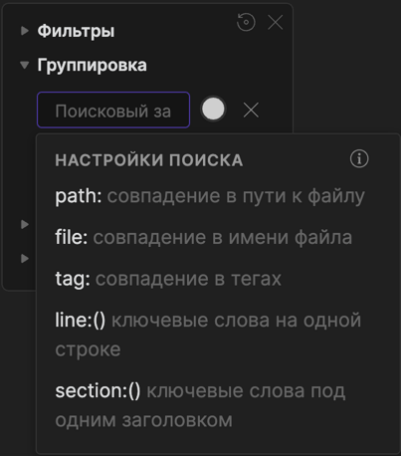 Фильтры
Группировка
Поисковый за
НАСТРОЙКИ ПОИСКА
path: совпадение в пути к файлу
file: совпадение в имени файла
tag: совпадение в тегах
line:() ключевые слова на одной
строке
section:() ключевые слова под
одним заголовком